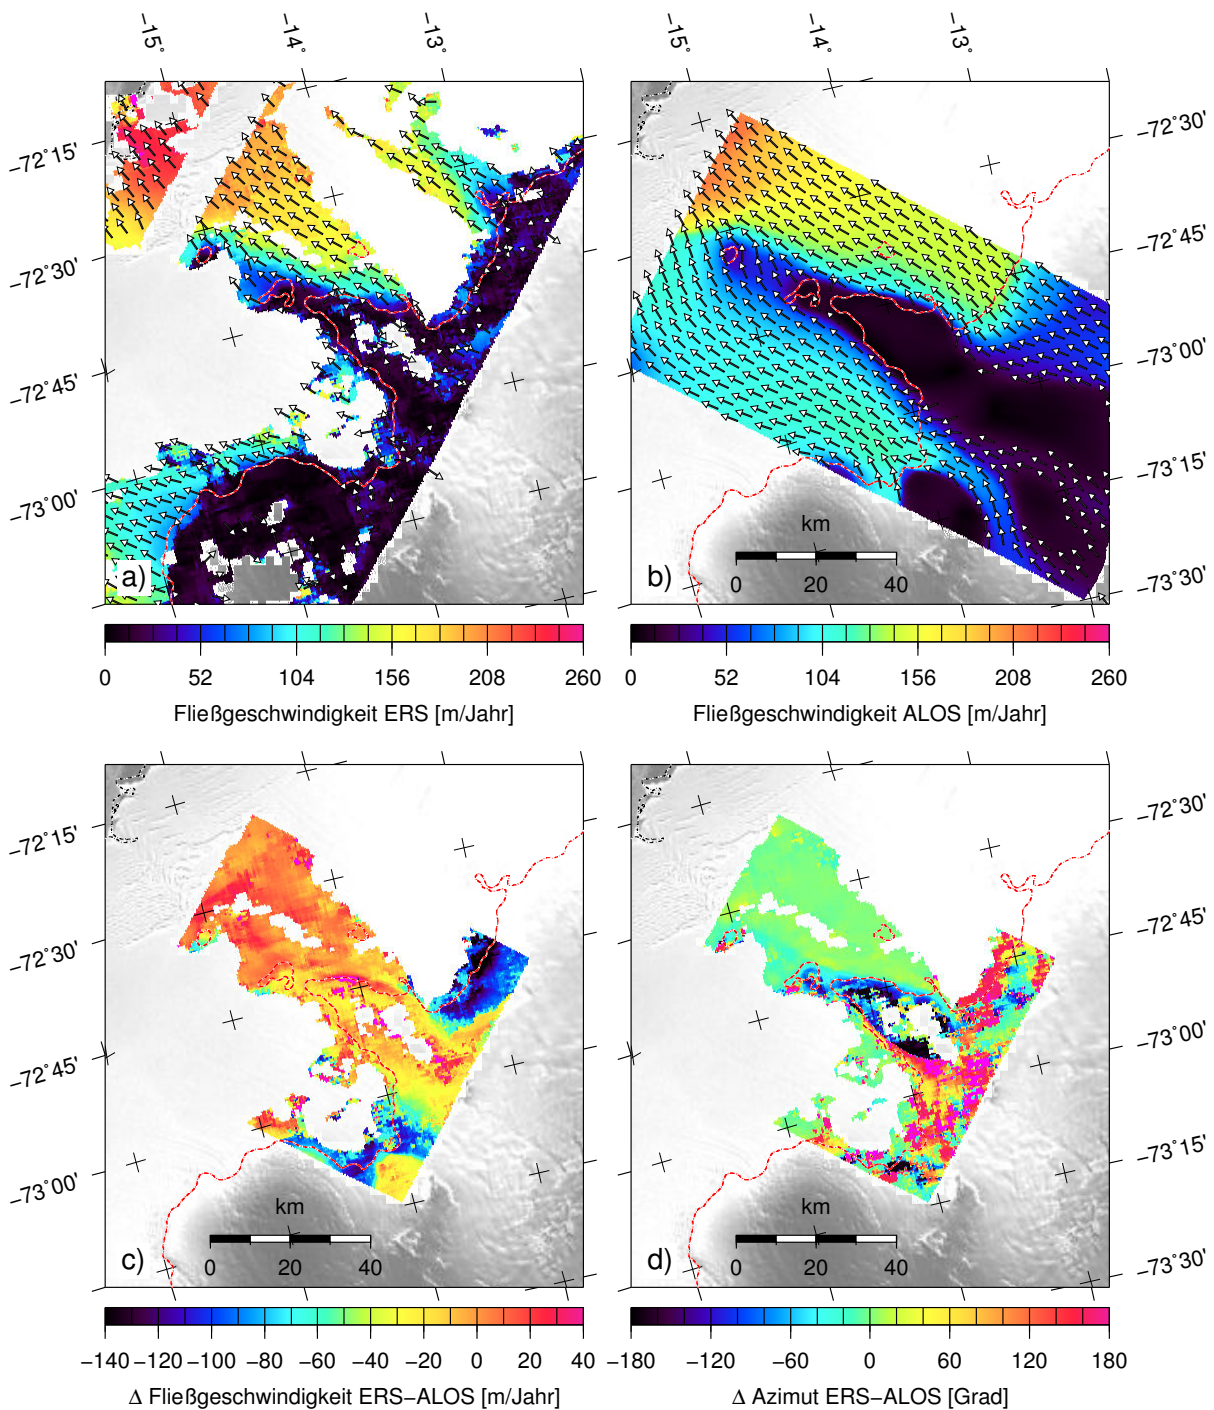 −15° −14° −13° −15° −14° −13°
−72°15'
−72°30'
−72°45'
−73°00'
a)
−72°30'
−72°45'
−73°00'
−73°15'
−73°30'
km
0 20 40
b)
0 52 104 156 208 260
Fließgeschwindigkeit ERS [m/Jahr]
0 52 104 156 208 260
Fließgeschwindigkeit ALOS [m/Jahr]
−72°15'
−72°30'
−72°45'
−73°00'
km
c) 0 20 40
−72°30'
−72°45'
−73°00'
−73°15'
−73°30'
km
d) 0 20 40
−140 −120 −100 −80 −60 −40 −20 0 20 40
Δ Fließgeschwindigkeit ERS−ALOS [m/Jahr]
−180 −120 −60 0 60 120 180
Δ Azimut ERS−ALOS [Grad]